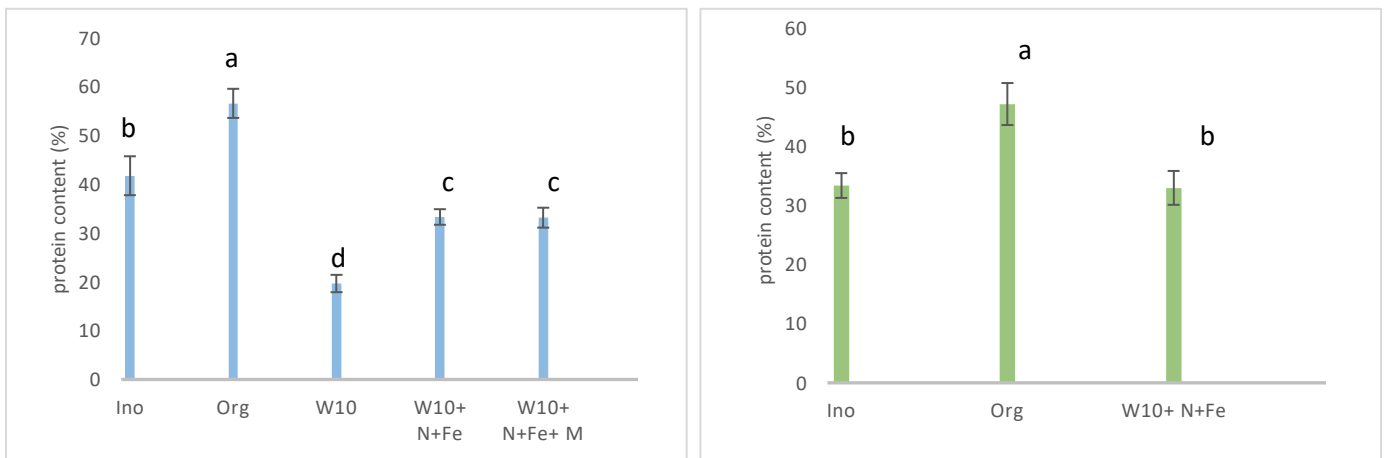 protein content (%)
70
60
50
40
30
20
10
0
b
a
d
c
c
Ino
Org
W10
W10+
N+Fe
W10+
N+Fe+ M
protein content (%)
60
50
40
30
20
10
0
b
a
b
Ino
Org
W10+ N+Fe